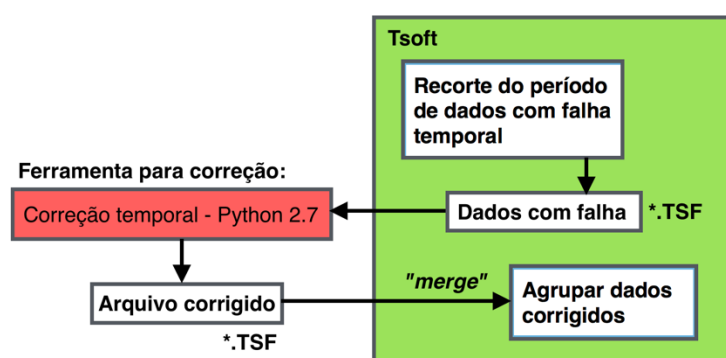 Tsoft
Recorte do período
de dados com falha
temporal
Ferramenta para correção:
Correção temporal - Python 2.7
Dados com falha
*.TSF
Arquivo corrigido
*.TSF
"merge"
Agrupar dados
corrigidos